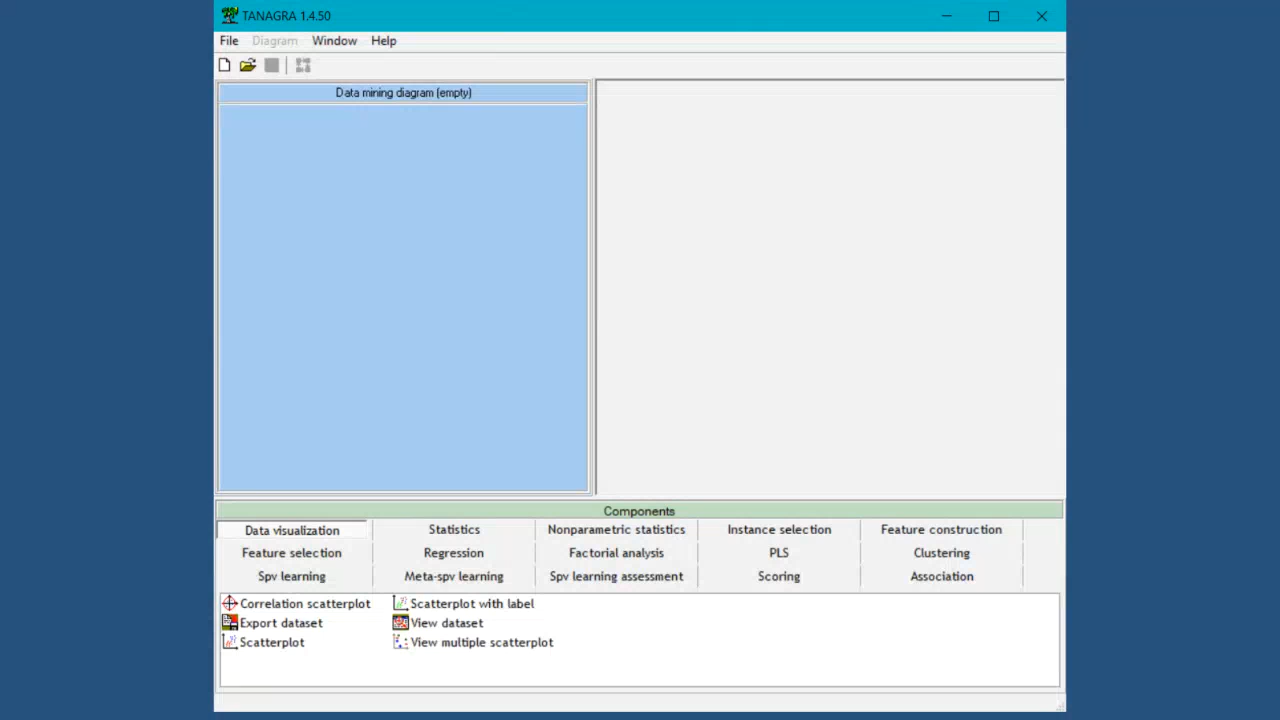 TANAGRA 1.4.50
File Diagram Window Help
Data mining diagram (empty)
Components
Data visualization Statistics Nonparametric statistics Instance selection Feature construction
Feature selection Regression Factorial analysis PLS Clustering
Spv learning Meta-spv learning Spv learning assessment Scoring Association
Correlation scatterplot Scatterplot with label
Export dataset View dataset
Scatterplot View multiple scatterplot